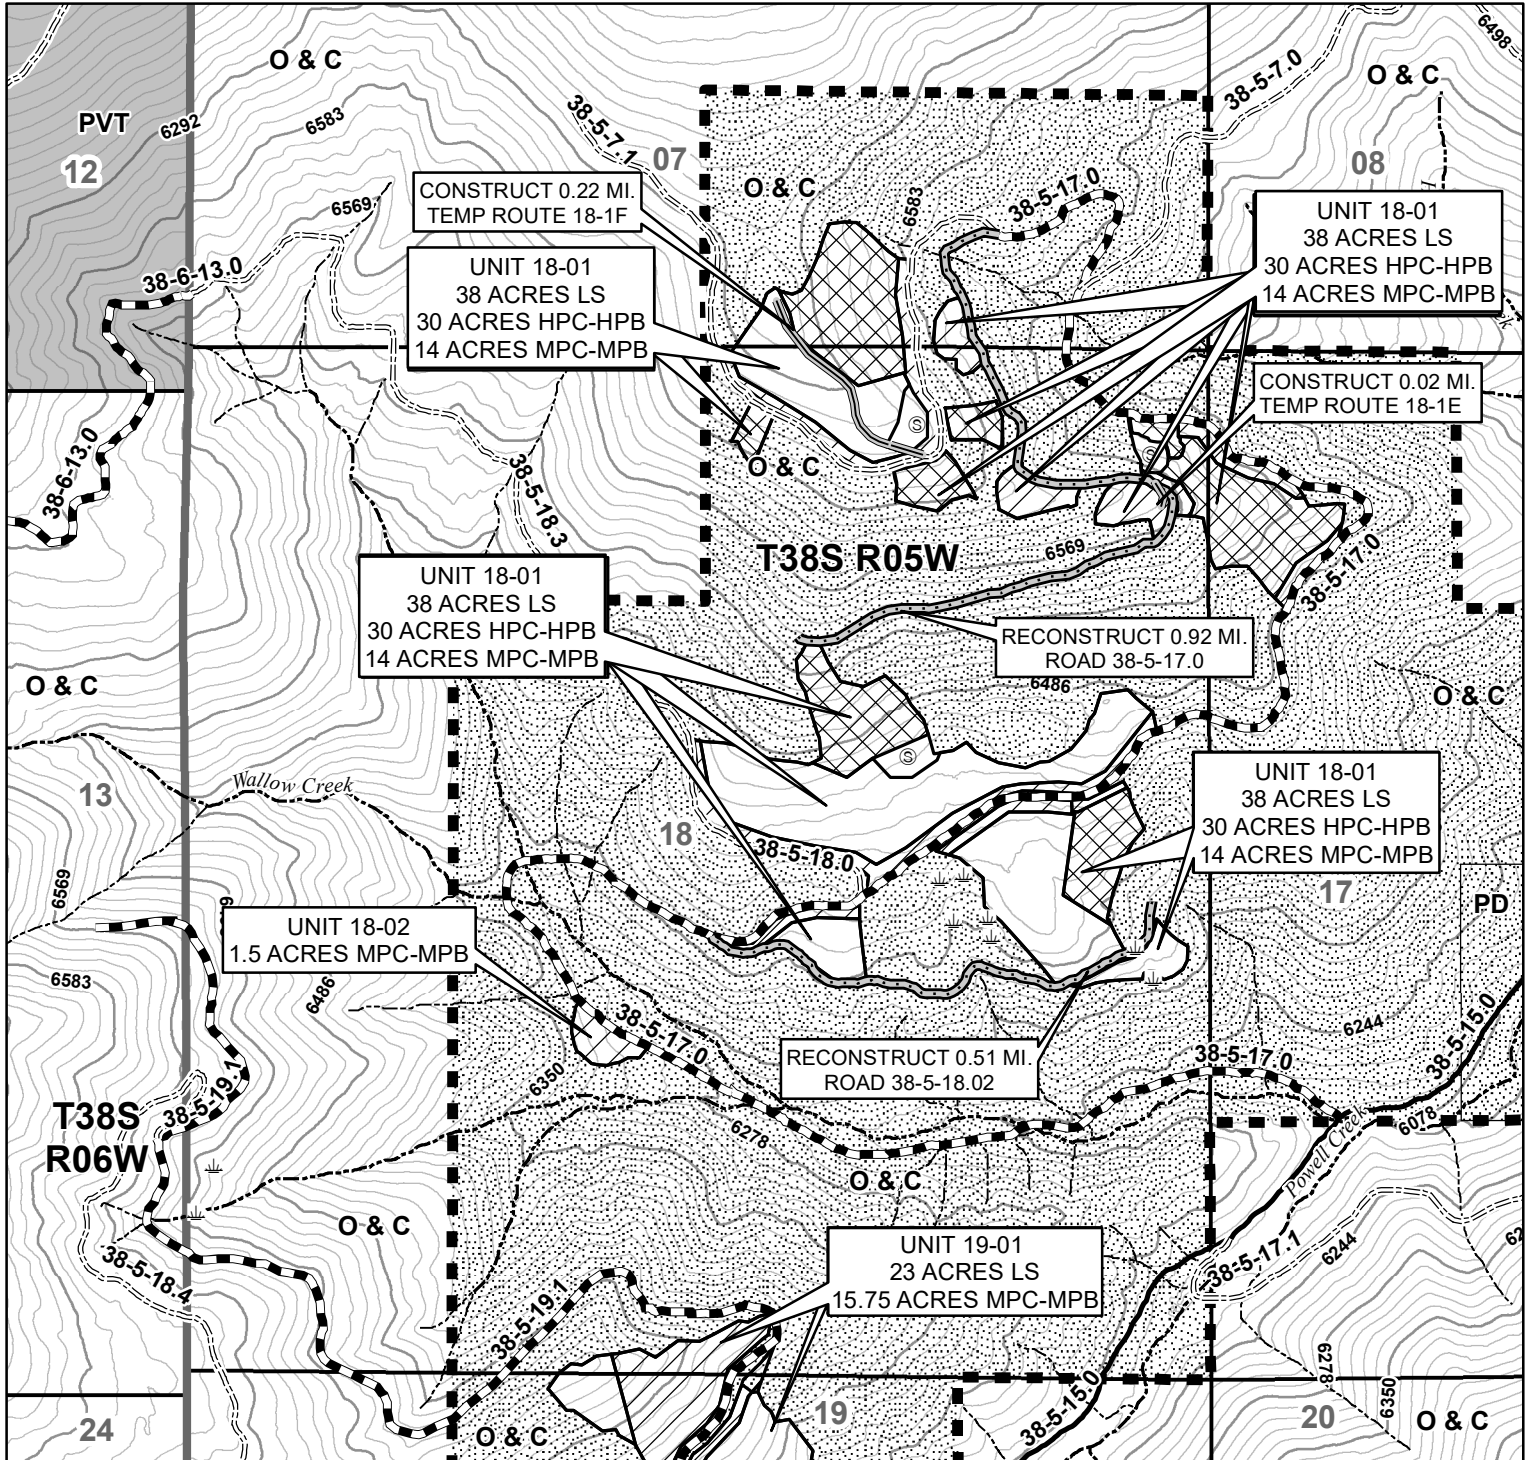 6498
O & C
38-5-7.0
O & C
PVT
6292
6583
38-5-7.1
07
08
12
CONSTRUCT 0.22 MI.
TEMP ROUTE 18-1F
O & C
38-5-17.0
6583
6569
UNIT 18-01
38 ACRES LS
30 ACRES HPC-HPB
14 ACRES MPC-MPB
38-6-13.0
UNIT 18-01
38 ACRES LS
30 ACRES HPC-HPB
14 ACRES MPC-MPB
CONSTRUCT 0.02 MI.
TEMP ROUTE 18-1E
S
S
38-6-13.0
O & C
38-5-18.3
T38S R05W
6569
38-5-17.0
UNIT 18-01
38 ACRES LS
30 ACRES HPC-HPB
14 ACRES MPC-MPB
RECONSTRUCT 0.92 MI.
ROAD 38-5-17.0
6486
O & C
O & C
S
13
Wallow Creek
18
38-5-18.0
UNIT 18-01
38 ACRES LS
30 ACRES HPC-HPB
14 ACRES MPC-MPB
17
6569
PD
UNIT 18-02
1.5 ACRES MPC-MPB
6583
6486
38-5-17.0
6244
38-5-15.0
6350
RECONSTRUCT 0.51 MI.
ROAD 38-5-18.02
38-5-17.0
T38S
R06W
38-5-19.1
6278
6078
Powell Creek
O & C
O & C
38-5-18.4
UNIT 19-01
23 ACRES LS
15.75 ACRES MPC-MPB
38-5-17.1
6244
62
38-5-19.1
6278
6350
24
O & C
19
38-5-15.0
20
O & C